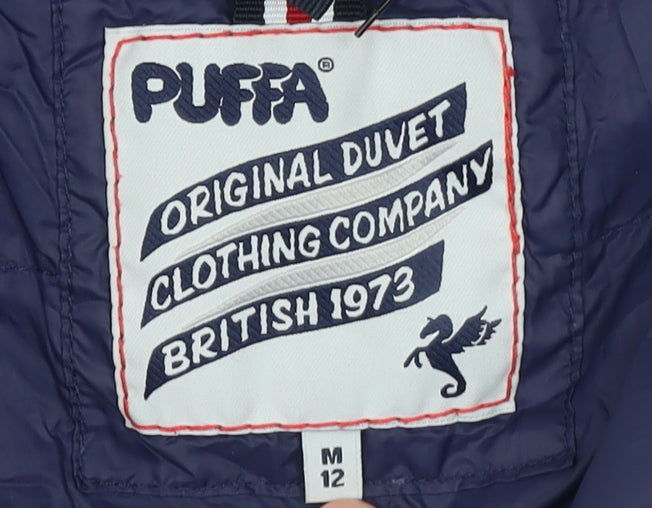 PUFFA®
ORIGINAL DUVET
CLOTHING COMPANY
BRITISH 1973
M
12